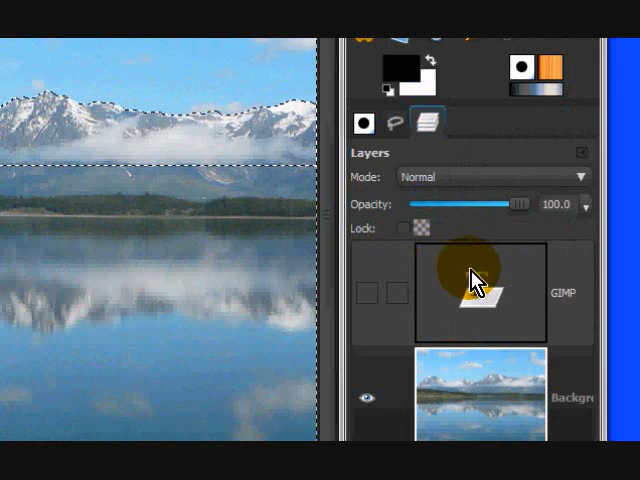 Layers
Mode: Normal
Opacity: 100.0
Lock:
GIMP
Backgr